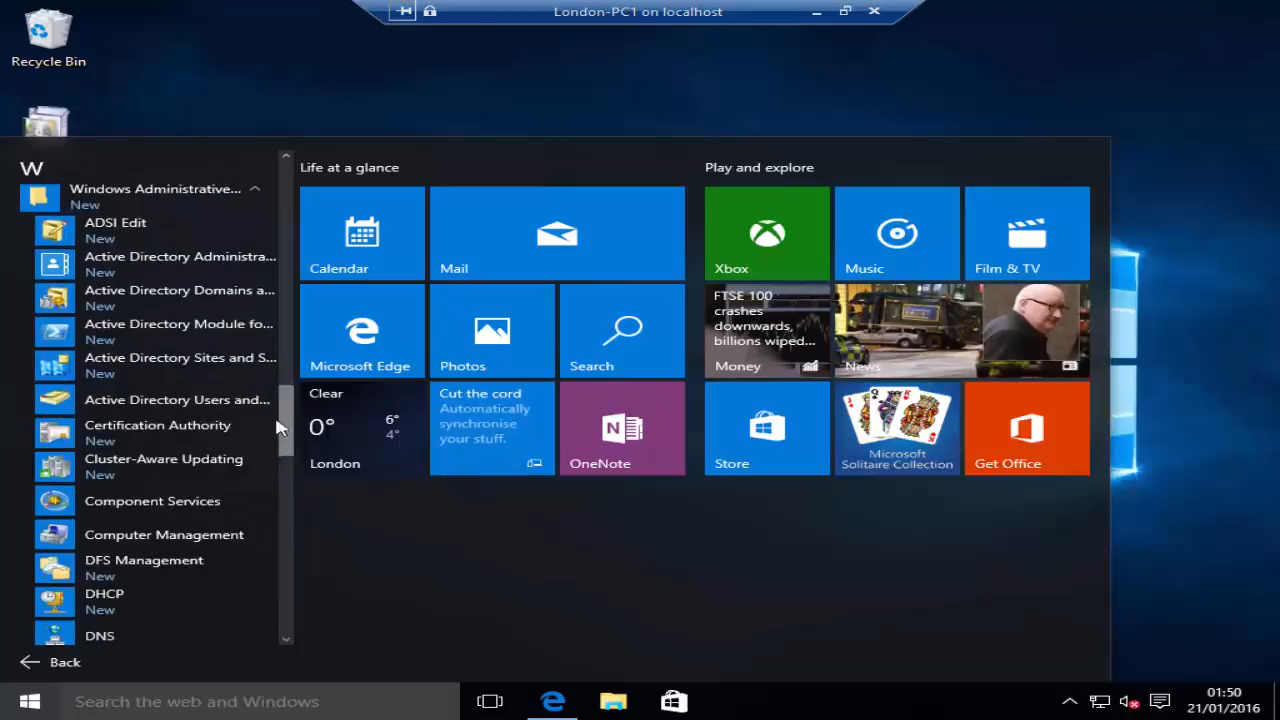 London-PC1 on localhost
Recycle Bin
W
Windows Administrative...
New
ADSI Edit
New
Active Directory Administra...
New
Active Directory Domains a...
New
Active Directory Module fo...
New
Active Directory Sites and S...
New
Active Directory Users and...
Certification Authority
New
Cluster-Aware Updating
New
Component Services
Computer Management
DFS Management
New
DHCP
New
DNS
Back
Life at a glance
Calendar
Mail
Microsoft Edge
Photos
Search
Clear
0°
6°
4°
London
Cut the cord
Automatically
synchronise
your stuff.
OneNote
Play and explore
Xbox
Music
Film & TV
FTSE 100
crashes
downwards,
billions wiped...
Money
News
Store
Microsoft
Solitaire Collection
Get Office
Search the web and Windows
01:50
21/01/2016